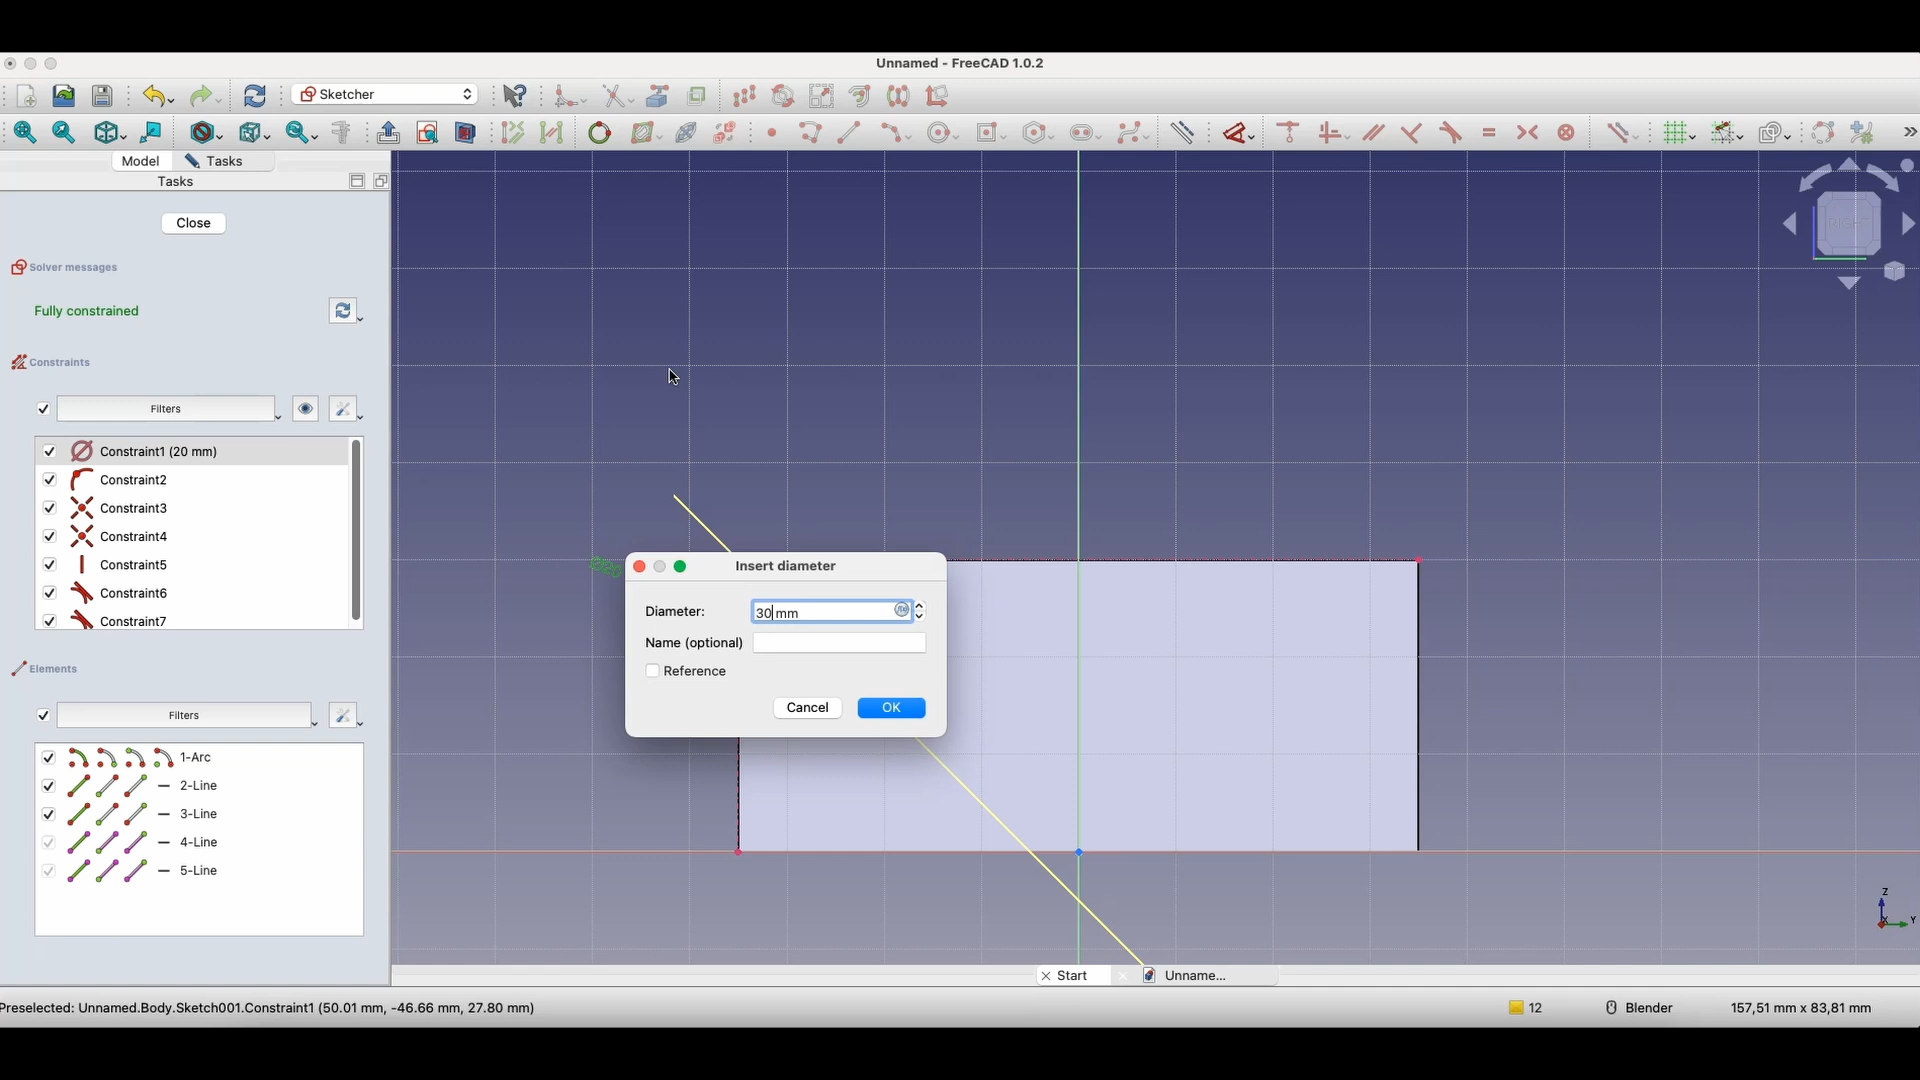 Unnamed - FreeCAD 1.0.2
Sketcher
Model
Tasks
Tasks
Close
Solver messages
Fully constrained
Constraints
Filters
Constraint1 (20 mm)
Constraint2
Constraint3
Constraint4
Constraint5
Constraint6
Constraint7
Elements
Filters
1-Arc
2-Line
3-Line
4-Line
5-Line
Insert diameter
Diameter:
30 mm
Name (optional)
Reference
Cancel
OK
RIGHT
Z
X
Y
Start
Unname...
Preselected: Unnamed.Body.Sketch001.Constraint1 (50.01 mm, -46.66 mm, 27.80 mm)
12
Blender
157,51 mm x 83,81 mm